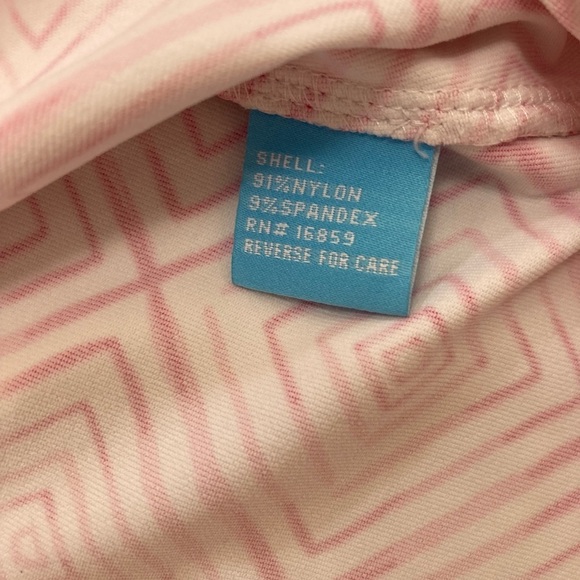 SHELL:
91%NYLON
9%SPANDEX
RN# 16859
REVERSE FOR CARE